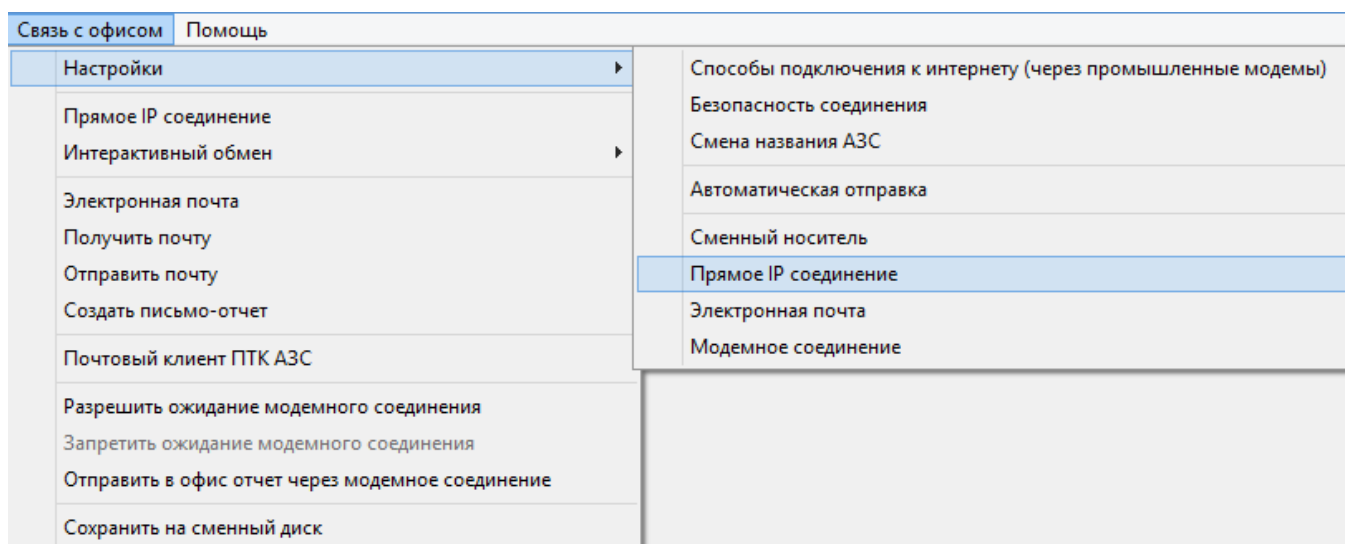 Связь с офисом Помощь
Настройки
Прямое IP соединение
Интерактивный обмен
Электронная почта
Получить почту
Отправить почту
Создать письмо-отчет
Почтовый клиент ПТК АЗС
Разрешить ожидание модемного соединения
Запретить ожидание модемного соединения
Отправить в офис отчет через модемное соединение
Сохранить на сменный диск
Способы подключения к интернету (через промышленные модемы)
Безопасность соединения
Смена названия АЗС
Автоматическая отправка
Сменный носитель
Прямое IP соединение
Электронная почта
Модемное соединение